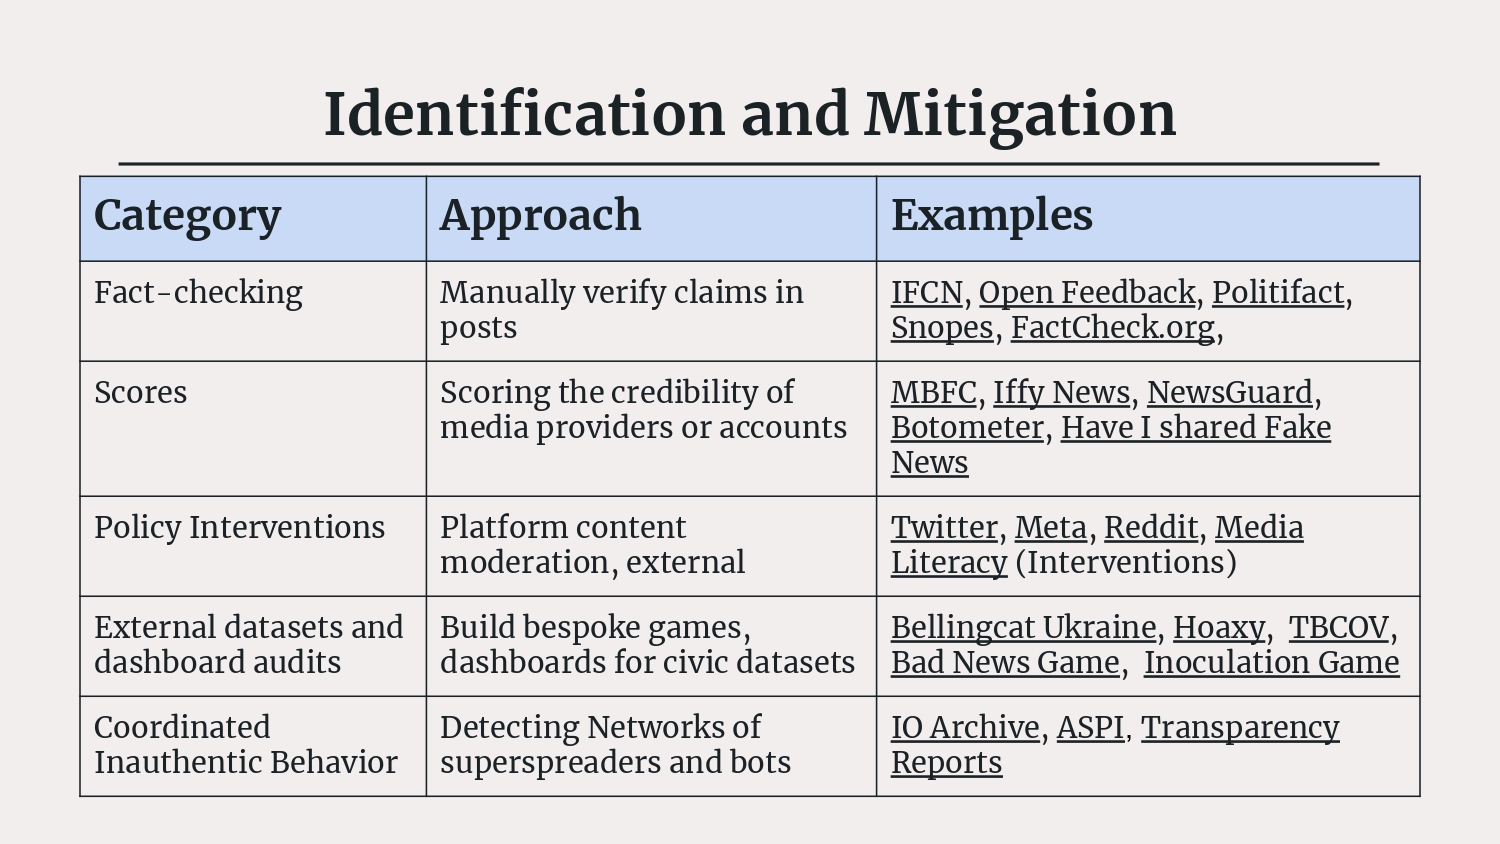 Identification and Mitigation
Category
Approach
Examples
Fact-checking
Manually verify claims in
posts
IFCN, Open Feedback, Politifact,
Snopes, FactCheck.org,
Scores
Scoring the credibility of
media providers or accounts
MBFC, Iffy News, NewsGuard,
Botometer, Have I shared Fake
News
Policy Interventions
Platform content
moderation, external
Twitter, Meta, Reddit, Media
Literacy (Interventions)
External datasets and
dashboard audits
Build bespoke games,
dashboards for civic datasets
Bellingcat Ukraine, Hoaxy, TBCOV,
Bad News Game, Inoculation Game
Coordinated
Inauthentic Behavior
Detecting Networks of
superspreaders and bots
IO Archive, ASPI, Transparency
Reports